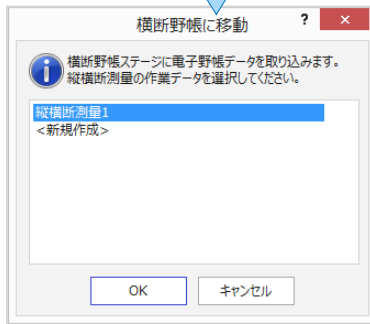 横断野帳に移動
? ×
横断野帳ステージに電子野帳データを取り込みます。
縦横断測量の作業データを選択してください。
縦横断測量1
<新規作成>
OK キャンセル